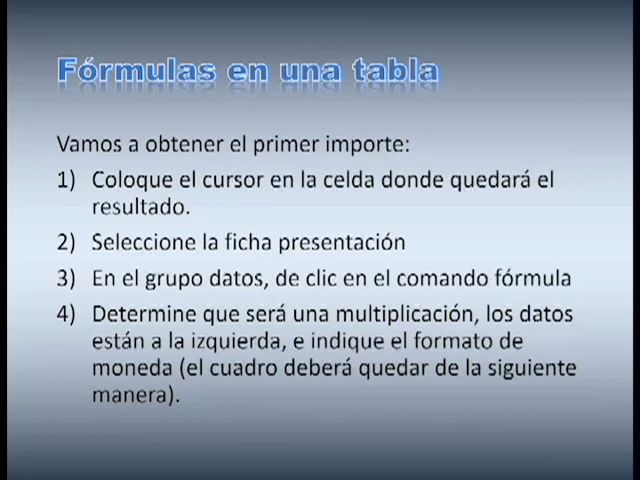 Fórmulas en una tabla
Vamos a obtener el primer importe:
1) Coloque el cursor en la celda donde quedará el
resultado.
2) Seleccione la ficha presentación
3) En el grupo datos, de clic en el comando fórmula
4) Determine que será una multiplicación, los datos
están a la izquierda, e indique el formato de
moneda (el cuadro deberá quedar de la siguiente
manera).